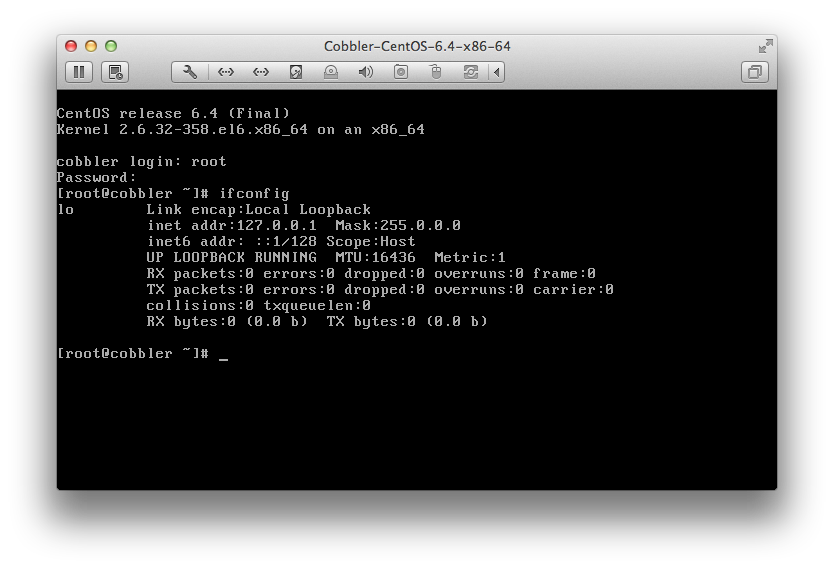 Cobbler-CentOS-6.4-x86-64
CentOS release 6.4 (Final)
Kernel 2.6.32-358.el6.x86_64 on an x86_64
cobbler login: root
Password:
[root@cobbler ~]# ifconfig
lo        Link encap:Local Loopback
          inet addr:127.0.0.1  Mask:255.0.0.0
          inet6 addr: ::1/128 Scope:Host
          UP LOOPBACK RUNNING  MTU:16436  Metric:1
          RX packets:0 errors:0 dropped:0 overruns:0 frame:0
          TX packets:0 errors:0 dropped:0 overruns:0 carrier:0
          collisions:0 txqueuelen:0
          RX bytes:0 (0.0 b)  TX bytes:0 (0.0 b)
[root@cobbler ~]# _